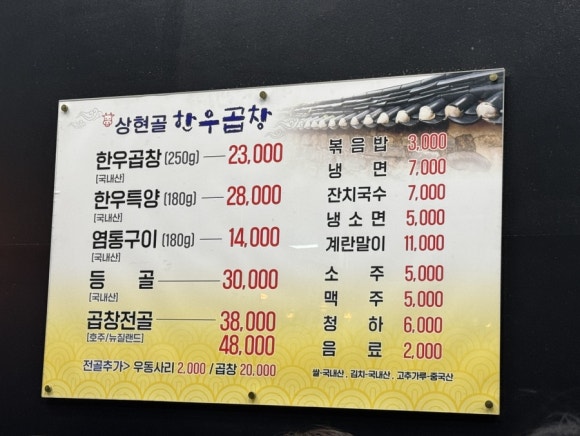 상현골 한우곱창
한우곱창 (250g) 23,000
[국내산]
한우특양 (180g) 28,000
[국내산]
염통구이 (180g) 14,000
[국내산]
등 골 30,000
[국내산]
곱창전골 38,000
[호주/뉴질랜드] 48,000
전골추가> 우동사리 2.000 / 곱창 20,000
볶음밥 3,000
냉 면 7,000
잔치국수 7,000
냉소면 5,000
계란말이 11,000
소 주 5,000
맥 주 5,000
청 하 6,000
음 료 2,000
쌀-국내산 . 김치-국내산 . 고추가루-중국산